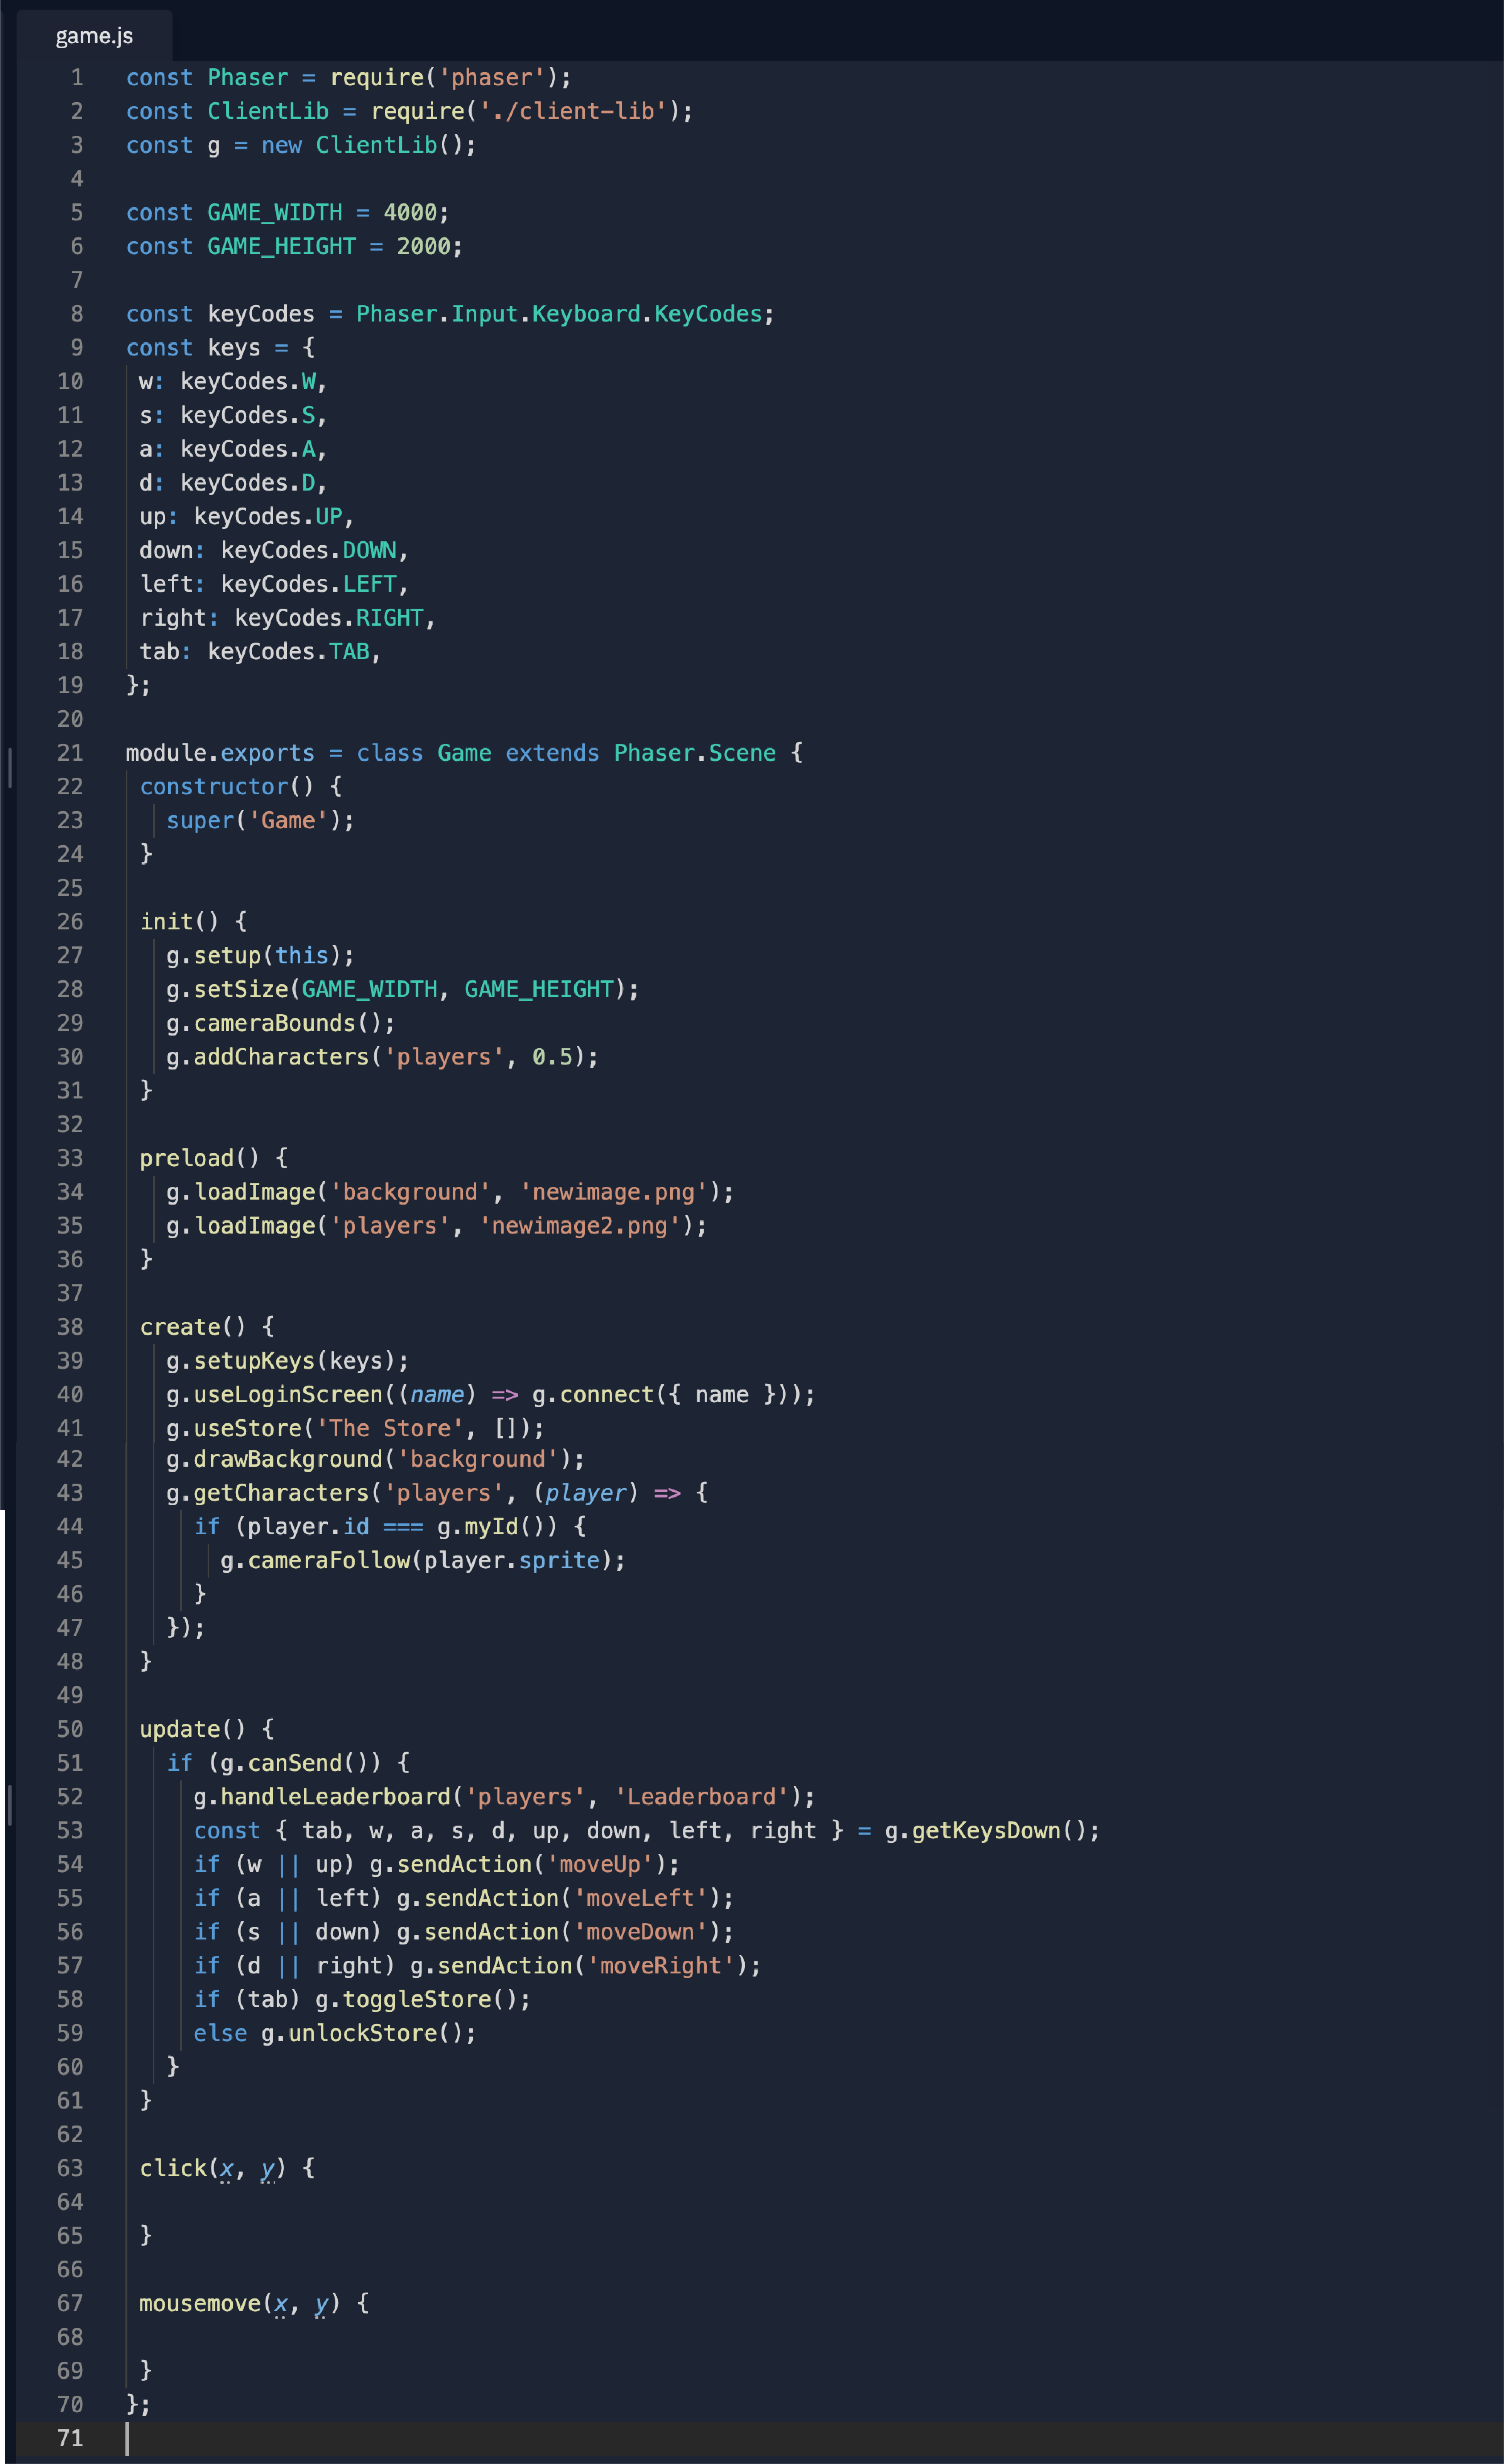 game.js
1 const Phaser = require('phaser');
2 const ClientLib = require('./client-lib');
3 const g = new ClientLib();
4
5 const GAME_WIDTH = 4000;
6 const GAME_HEIGHT = 2000;
7
8 const keyCodes = Phaser.Input.Keyboard.KeyCodes;
9 const keys = {
10  w: keyCodes.W,
11  s: keyCodes.S,
12  a: keyCodes.A,
13  d: keyCodes.D,
14  up: keyCodes.UP,
15  down: keyCodes.DOWN,
16  left: keyCodes.LEFT,
17  right: keyCodes.RIGHT,
18  tab: keyCodes.TAB,
19 };
20
21 module.exports = class Game extends Phaser.Scene {
22  constructor() {
23    super('Game');
24  }
25
26  init() {
27    g.setup(this);
28    g.setSize(GAME_WIDTH, GAME_HEIGHT);
29    g.cameraBounds();
30    g.addCharacters('players', 0.5);
31  }
32
33  preload() {
34    g.loadImage('background', 'newimage.png');
35    g.loadImage('players', 'newimage2.png');
36  }
37
38  create() {
39    g.setupKeys(keys);
40    g.useLoginScreen((name) => g.connect({ name }));
41    g.useStore('The Store', []);
42    g.drawBackground('background');
43    g.getCharacters('players', (player) => {
44      if (player.id === g.myId()) {
45        g.cameraFollow(player.sprite);
46      }
47    });
48  }
49
50  update() {
51    if (g.canSend()) {
52      g.handleLeaderboard('players', 'Leaderboard');
53      const { tab, w, a, s, d, up, down, left, right } = g.getKeysDown();
54      if (w || up) g.sendAction('moveUp');
55      if (a || left) g.sendAction('moveLeft');
56      if (s || down) g.sendAction('moveDown');
57      if (d || right) g.sendAction('moveRight');
58      if (tab) g.toggleStore();
59      else g.unlockStore();
60    }
61  }
62
63  click(x, y) {
64
65  }
66
67  mousemove(x, y) {
68
69  }
70 };
71